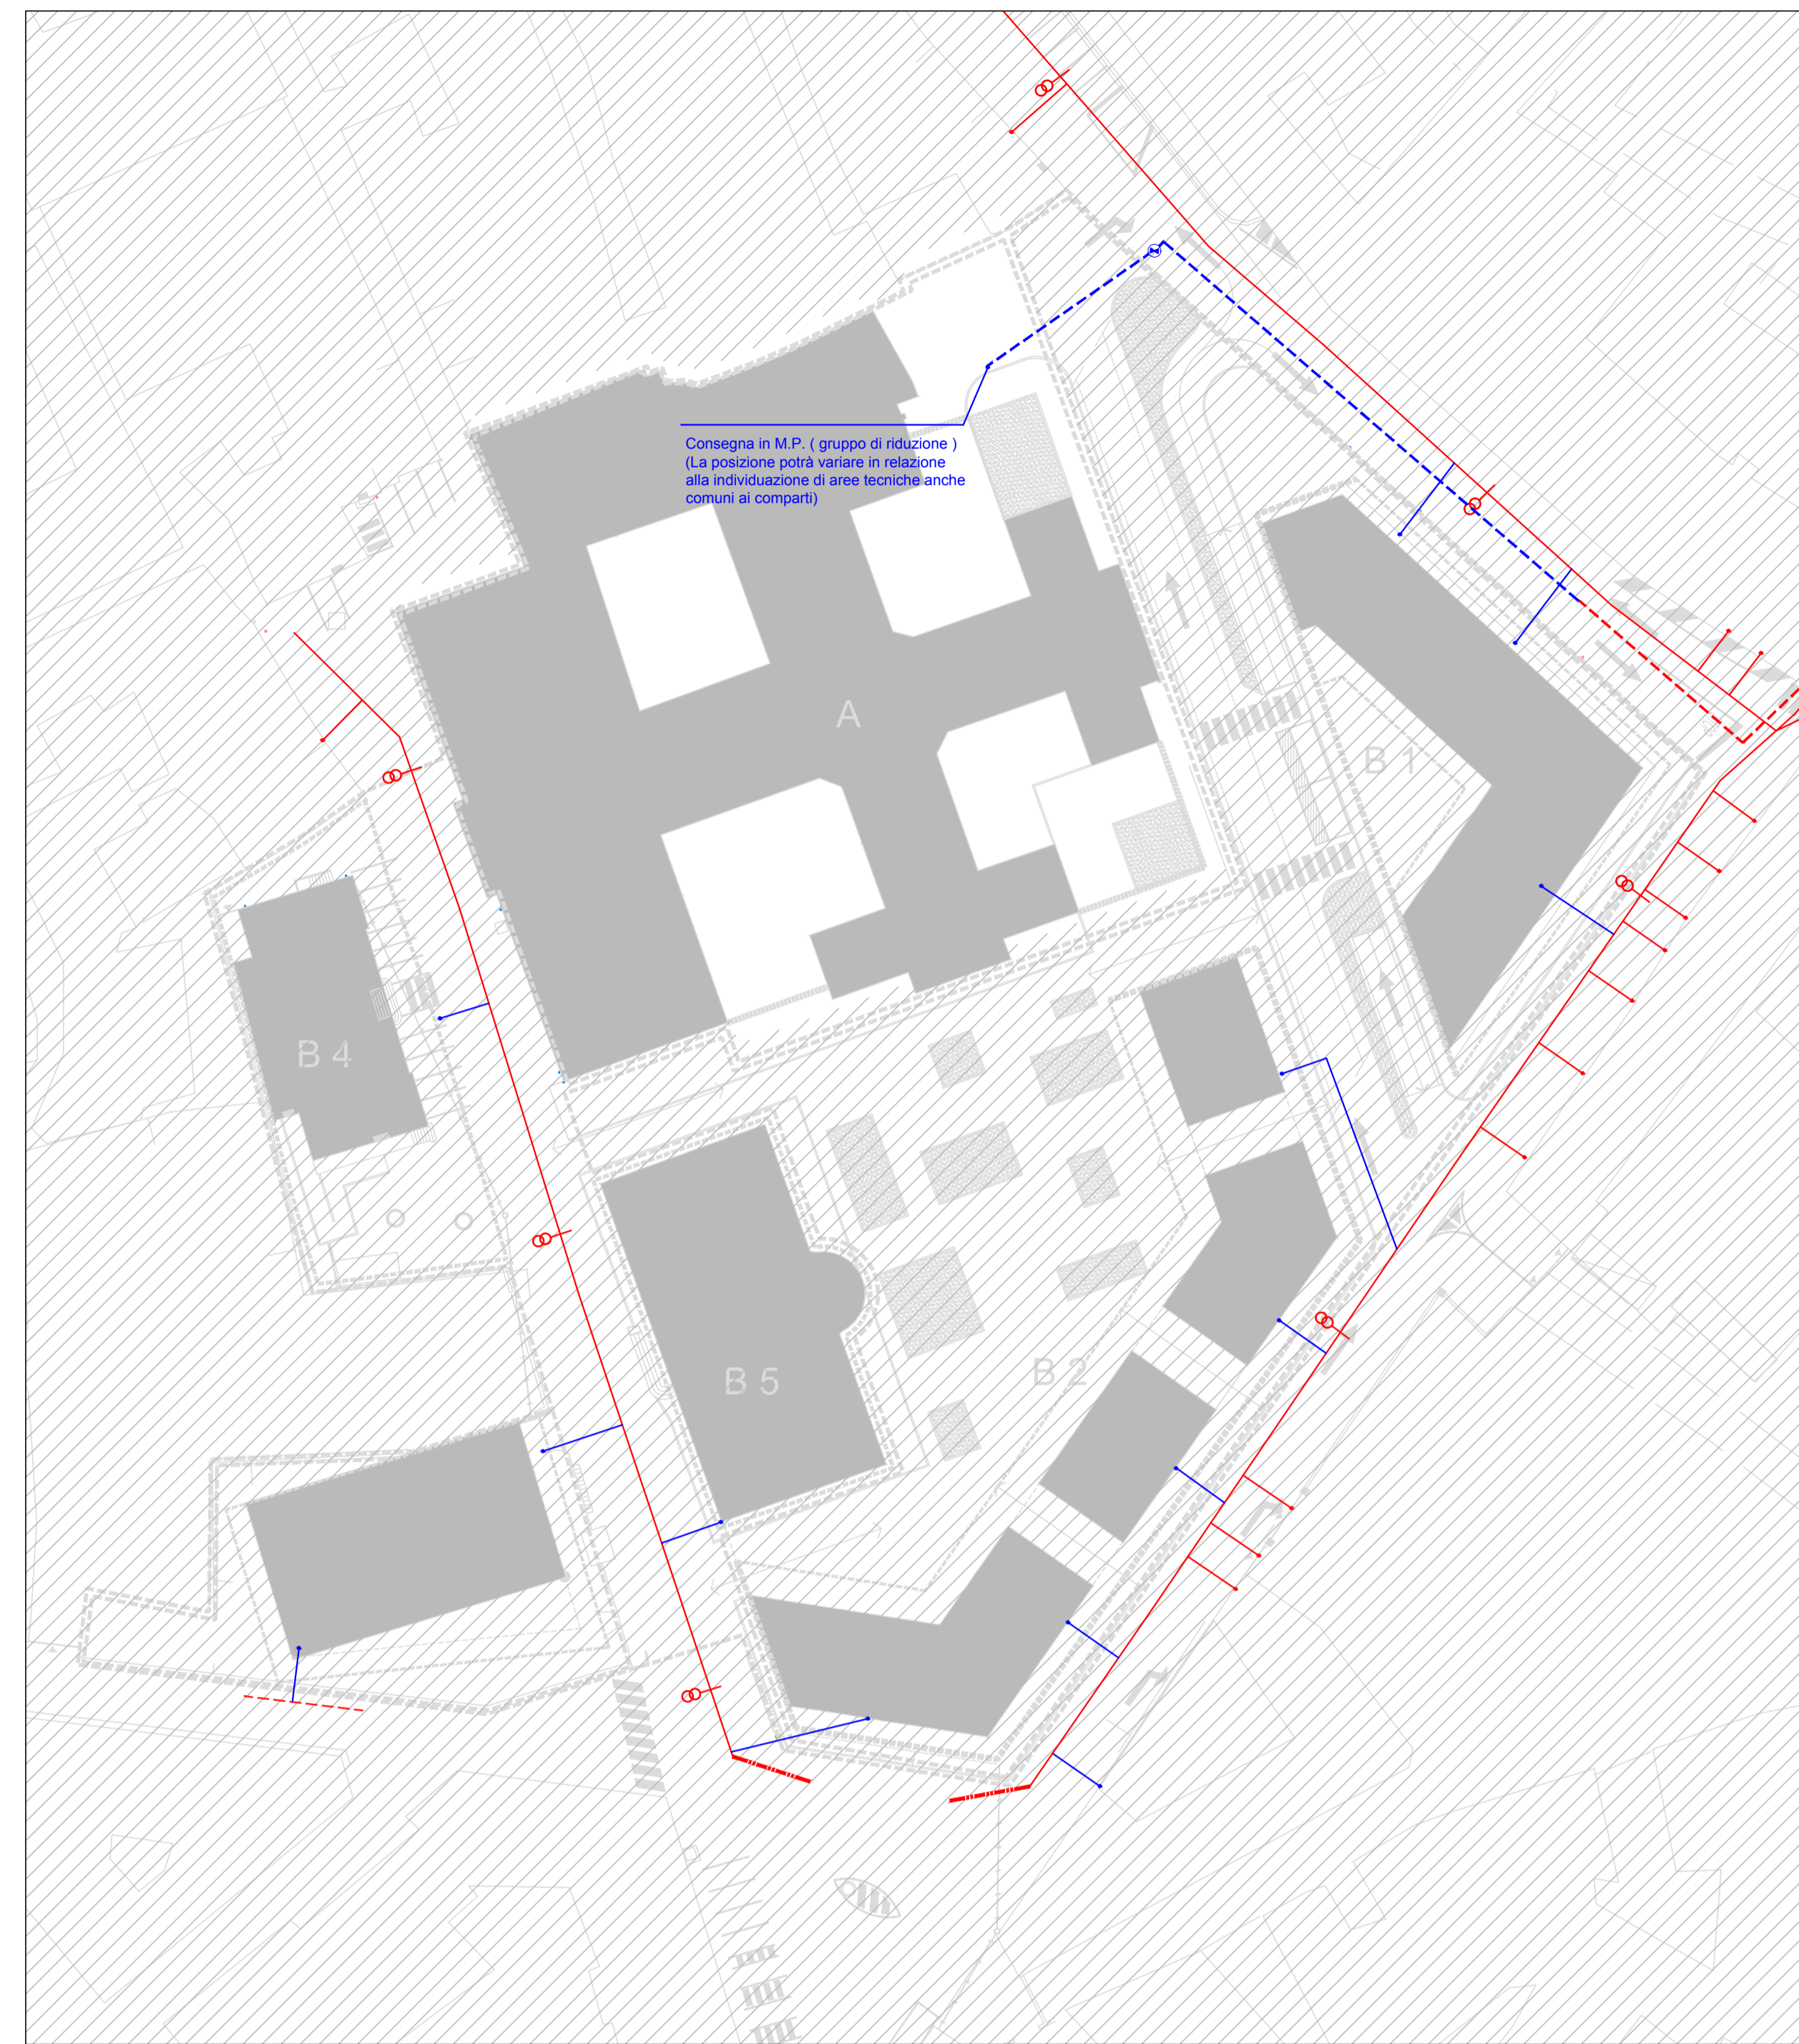 Consegna in M.P. ( gruppo di riduzione )
(La posizione potrà variare in relazione
alla individuazione di aree tecniche anche
comuni ai comparti)
A
B 1
B 4
B 5
B 2